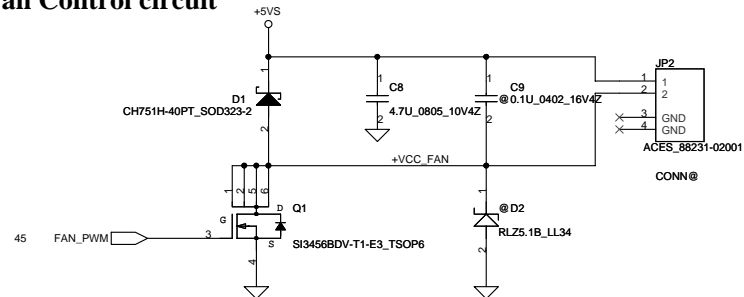 an Control circuit
+5VS
JP2
1
D1
CH751H-40PT_SOD323-2
2
1
C8
4.7U_0805_10V4Z
2
1
C9
@0.1U_0402_16V4Z
2
1
2
3
4
1
2
GND
GND
ACES_88231-02001
CONN@
+VCC_FAN
1
2
5
6
D
Q1
G
S
3
4
SI3456BDV-T1-E3_TSOP6
45
FAN_PWM
1
@D2
RLZ5.1B_LL34
2